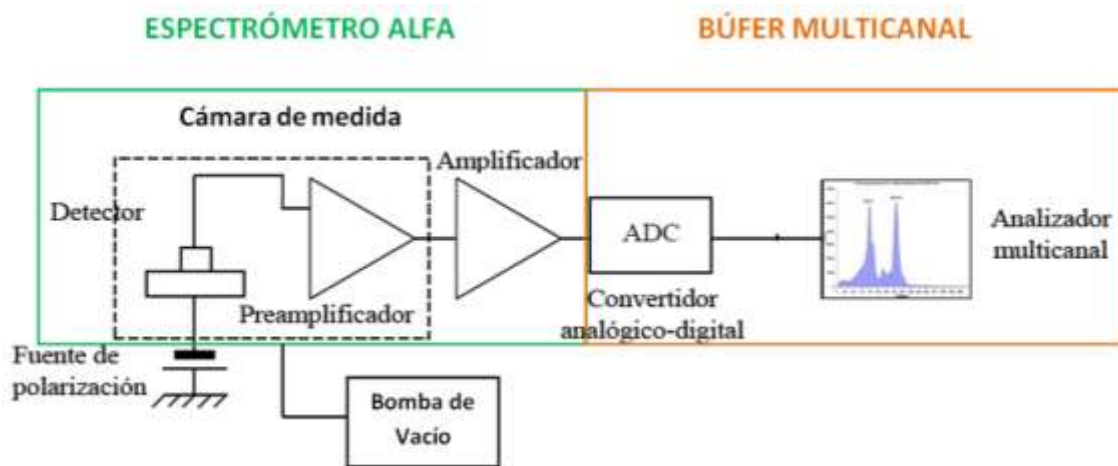 ESPECTRÓMETRO ALFA
BÚFER MULTICANAL
Cámara de medida
Amplificador
Detector
ADC
Analizador
multicanal
Preamplificador
Convertidor
analógico-digital
Fuente de
polarización
Bomba de
Vacío